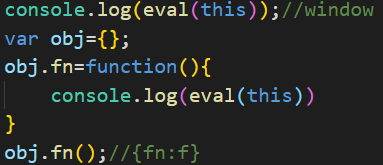 console.log(eval(this));//window
var obj={};
obj.fn=function(){
    console.log(eval(this))
}
obj.fn();//{fn:f}